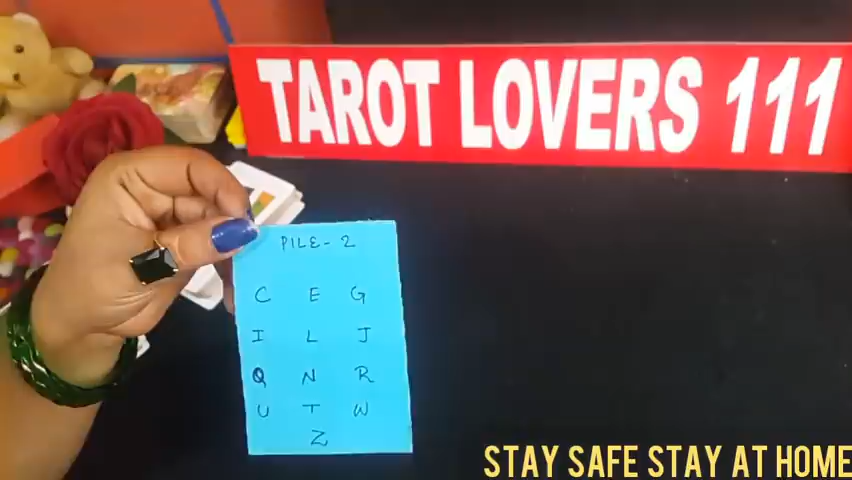 TAROT LOVERS 111
PILE-2
C E G
I L J
Q N R
U T W
Z
STAY SAFE STAY AT HOME